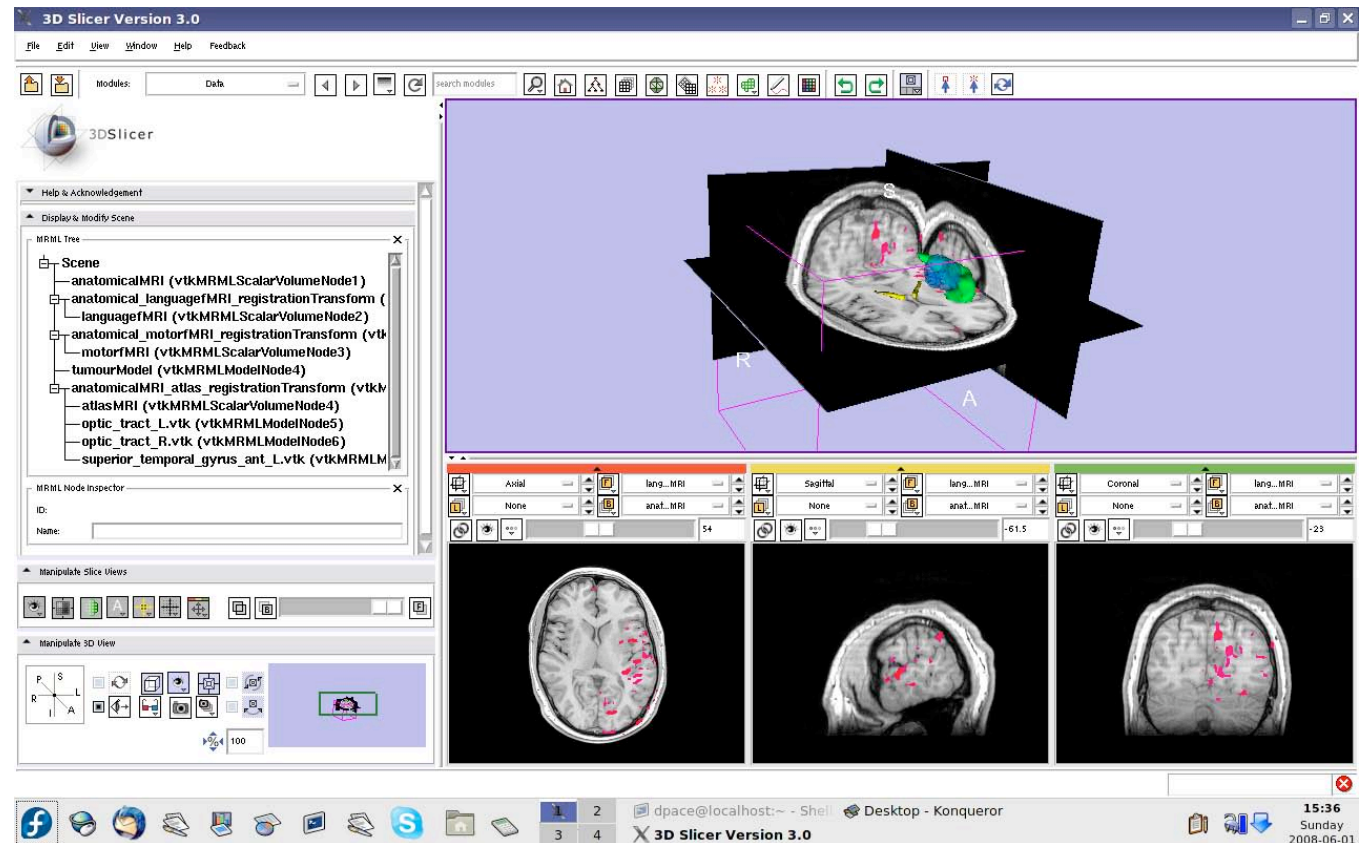 3D Slicer Version 3.0
File Edit View Window Help Feedback
Modules: Data search modules
3DSlicer
Help & Acknowledgement
Display & Modify Scene
MRML Tree
Scene
anatomicalMRI (vtkMRMLScalarVolumeNode1)
anatomical_languagefMRI_registrationTransform (
languagefMRI (vtkMRMLScalarVolumeNode2)
anatomical_motorfMRI_registrationTransform (vtk
motorfMRI (vtkMRMLScalarVolumeNode3)
tumourModel (vtkMRMLModelNode4)
anatomicalMRI_atlas_registrationTransform (vtkM
atlasMRI (vtkMRMLScalarVolumeNode4)
optic_tract_L.vtk (vtkMRMLModelNode5)
optic_tract_R.vtk (vtkMRMLModelNode6)
superior_temporal_gyrus_ant_L.vtk (vtkMRMLM
MRML Node Inspector
ID:
Name:
Manipulate Slice Views
Manipulate 3D View
P S
R L
I A
% 100
S
R
A
Axial F lang...MRI
L None B anat...MRI
54
Sagittal F lang...MRI
L None B anat...MRI
-61.5
Coronal F lang...MRI
L None B anat...MRI
-23
1 2
3 4
dpace@localhost:~ - Shell
Desktop - Konqueror
3D Slicer Version 3.0
15:36
Sunday
2008-06-01